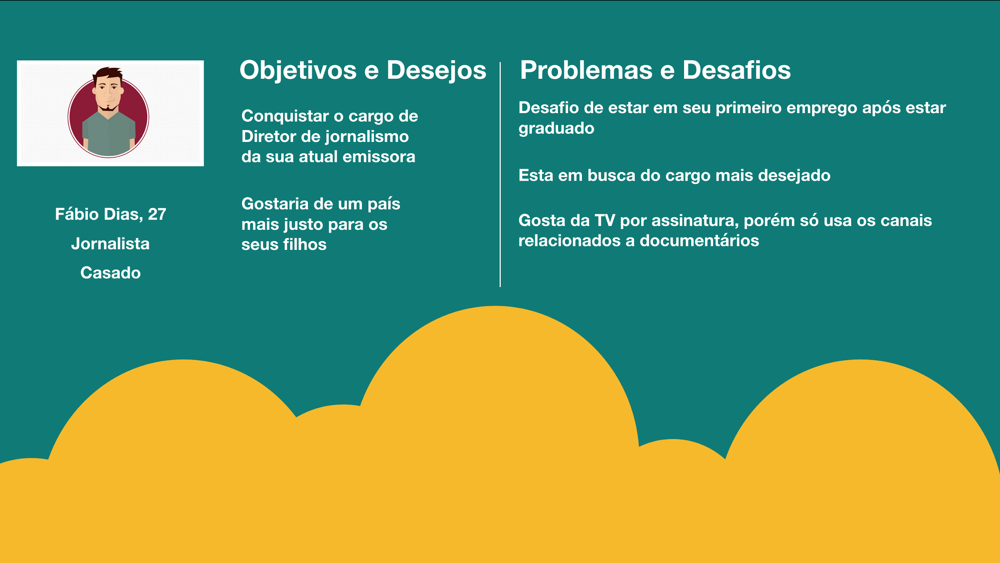 Fábio Dias, 27
Jornalista
Casado
Objetivos e Desejos
Conquistar o cargo de
Diretor de jornalismo
da sua atual emissora
Gostaria de um país
mais justo para os
seus filhos
Problemas e Desafios
Desafio de estar em seu primeiro emprego após estar
graduado
Esta em busca do cargo mais desejado
Gosta da TV por assinatura, porém só usa os canais
relacionados a documentários